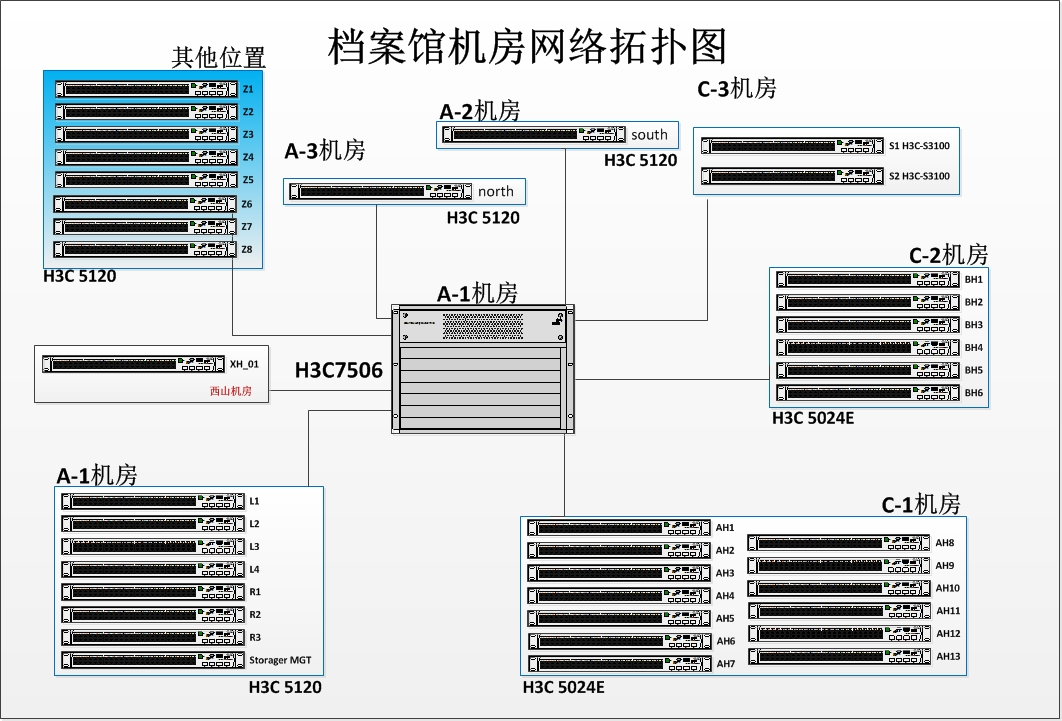 档案馆机房网络拓扑图
其他位置
Z1
Z2
Z3
Z4
Z5
Z6
Z7
Z8
H3C 5120
A-3机房
north
H3C 5120
A-2机房
south
H3C 5120
C-3机房
S1 H3C-S3100
S2 H3C-S3100
C-2机房
BH1
BH2
BH3
BH4
BH5
BH6
H3C 5024E
A-1机房
H3C7506
XH_01
西山机房
A-1机房
L1
L2
L3
L4
R1
R2
R3
Storager MGT
H3C 5120
C-1机房
AH1
AH2
AH3
AH4
AH5
AH6
AH7
AH8
AH9
AH10
AH11
AH12
AH13
H3C 5024E